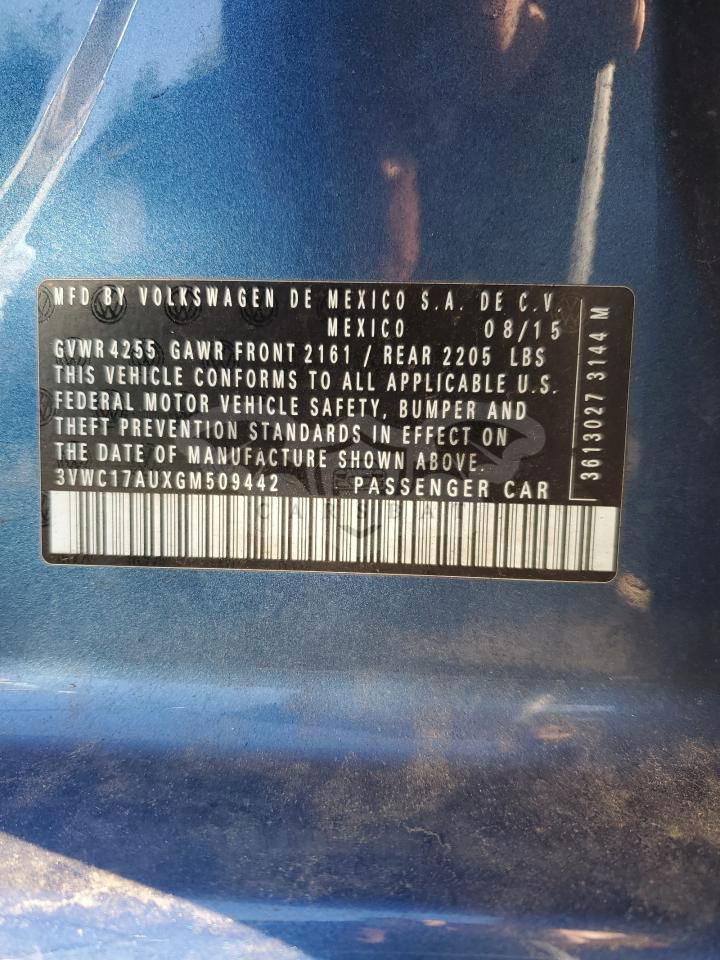 MFD BY VOLKSWAGEN DE MEXICO S.A. DE C.V.
MEXICO 08/15
GVWR 4255 GAWR FRONT 2161 / REAR 2205 LBS
THIS VEHICLE CONFORMS TO ALL APPLICABLE U.S.
FEDERAL MOTOR VEHICLE SAFETY, BUMPER AND
THEFT PREVENTION STANDARDS IN EFFECT ON
THE DATE OF MANUFACTURE SHOWN ABOVE.
3VWC17AUXGM509442 PASSENGER CAR
3613027 3144 M